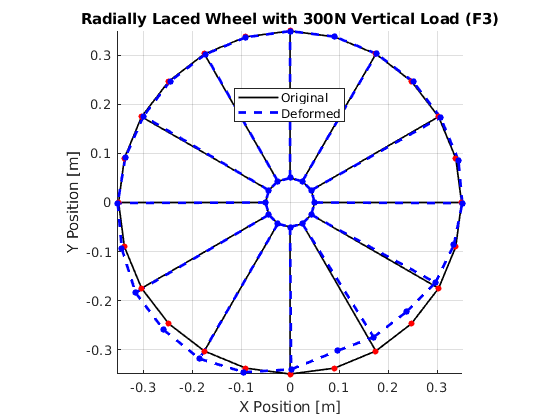 Radially Laced Wheel with 300N Vertical Load (F3)
Original
Deformed
Y Position [m]
0.3
0.2
0.1
0
-0.1
-0.2
-0.3
-0.3
-0.2
-0.1
0
0.1
0.2
0.3
X Position [m]